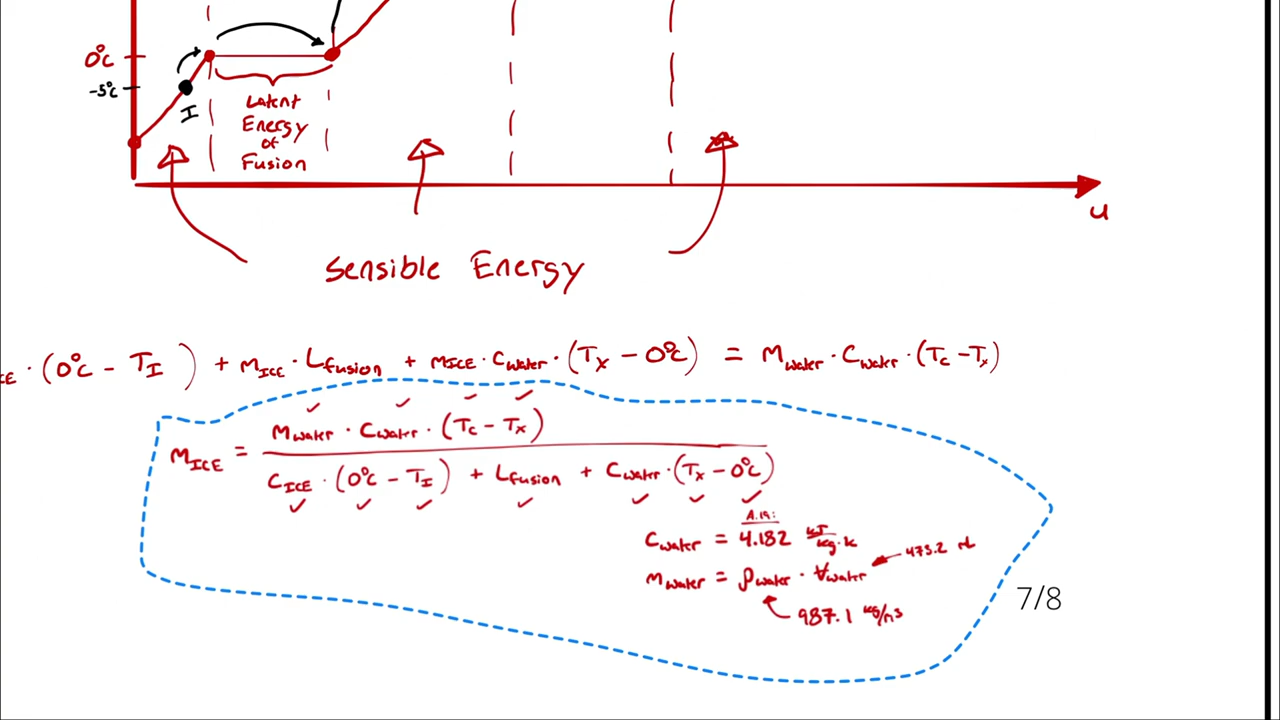 0°C
-5°C
I
Latent
Energy
of
Fusion
u
Sensible Energy
CE · (0°C - T_I) + m_ICE · L_fusion + m_ICE · C_water · (T_x - 0°C) = m_water · C_water · (T_c - T_x)
m_ICE = m_water · C_water · (T_c - T_x)
C_ICE · (0°C - T_I) + L_fusion + C_water · (T_x - 0°C)
A.19:
C_water = 4.182 kJ/kg·K
m_water = ρ_water · V_water
473.2 ml
987.1 kg/m³
7/8